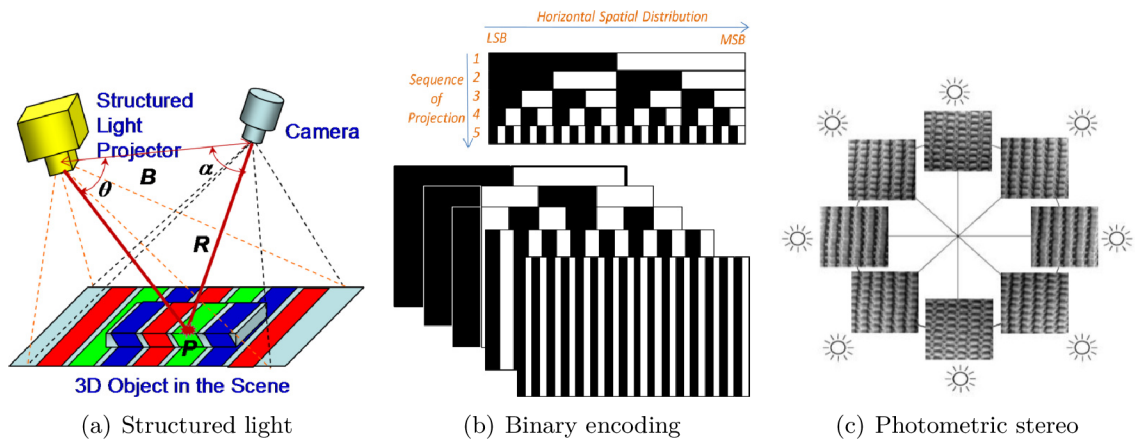 Structured
Light
Projector
Camera
B
α
θ
R
P
3D Object in the Scene
(a) Structured light
Horizontal Spatial Distribution
LSB
MSB
Sequence
of
Projection
1
2
3
4
5
(b) Binary encoding
(c) Photometric stereo